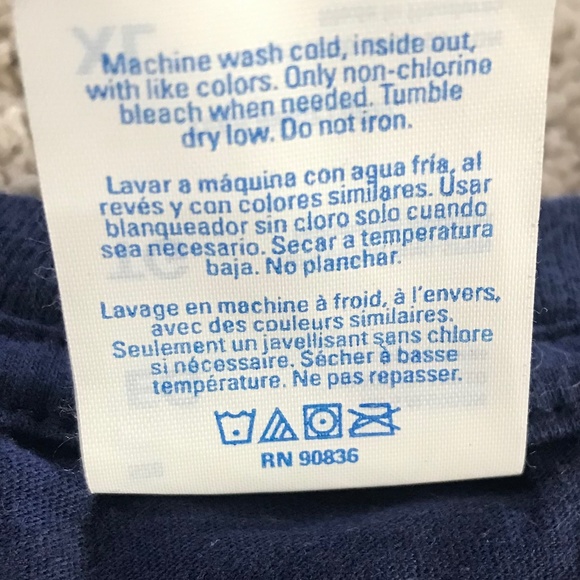 Machine wash cold, inside out,
with like colors. Only non-chlorine
bleach when needed. Tumble
dry low. Do not iron.
Lavar a máquina con agua fría, al
revés y con colores similares. Usar
blanqueador sin cloro solo cuando
sea necesario. Secar a temperatura
baja. No planchar.
Lavage en machine à froid, à l'envers,
avec des couleurs similaires.
Seulement un javellisant sans chlore
si nécessaire. Sécher à basse
température. Ne pas repasser.
RN 90836